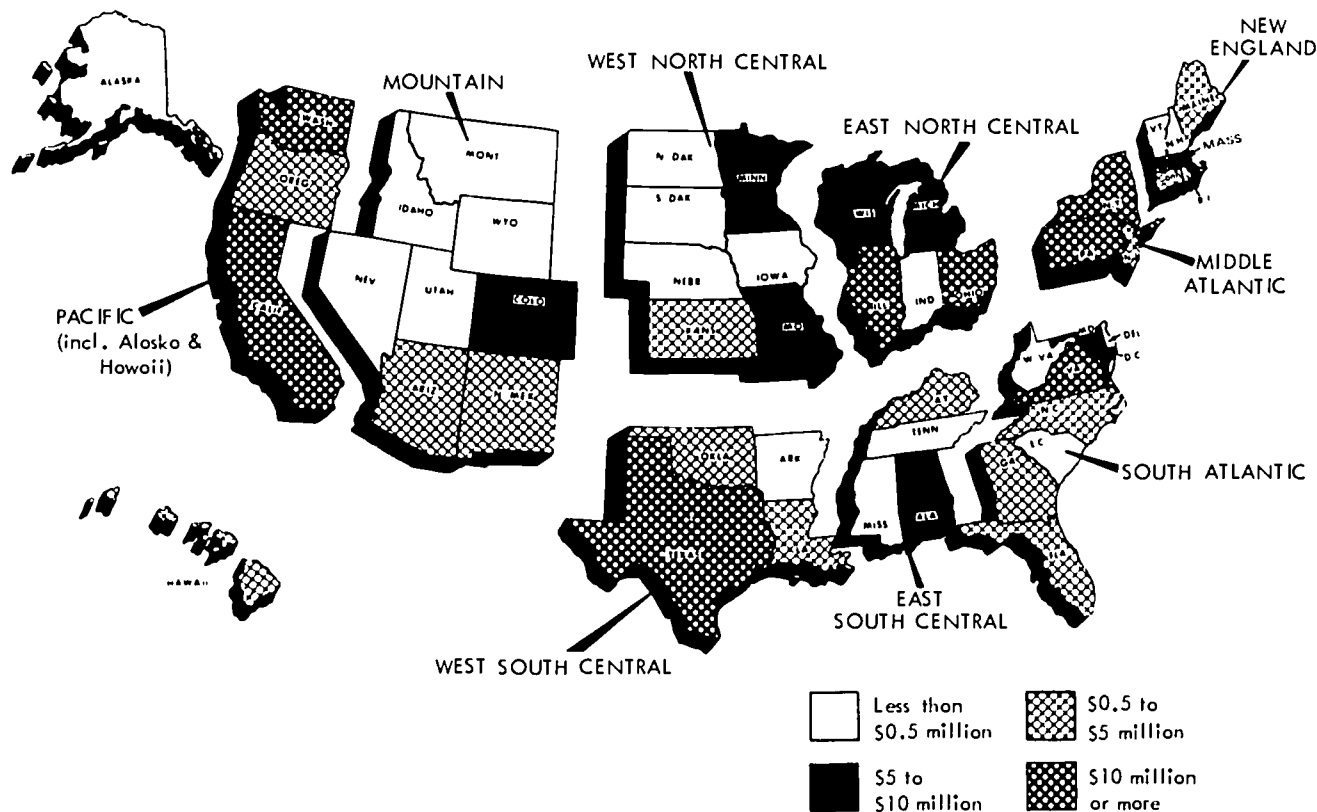 NEW
ENGLAND
WEST NORTH CENTRAL
MOUNTAIN
EAST NORTH CENTRAL
ALASKA
WASH
MONT
N DAK
MINN
VT
N H
MAINE
MASS
R I
OREG
IDAHO
WYO
S DAK
WIS
MICH
NEV
UTAH
COLO
NEBR
IOWA
ILL
IND
OHIO
MIDDLE
ATLANTIC
PACIFIC
(incl. Alosko &
Howoii)
CALIF
KANS
MO
W VA
VA
MD
DEL
D C
ARIZ
N MEX
KY
N C
TENN
S C
SOUTH ATLANTIC
OKLA
ARK
GA
TEXAS
LA
MISS
ALA
FLA
HAWAII
EAST
SOUTH CENTRAL
WEST SOUTH CENTRAL
Less than
$0.5 million
$0.5 to
$5 million
$5 to
$10 million
$10 million
or more